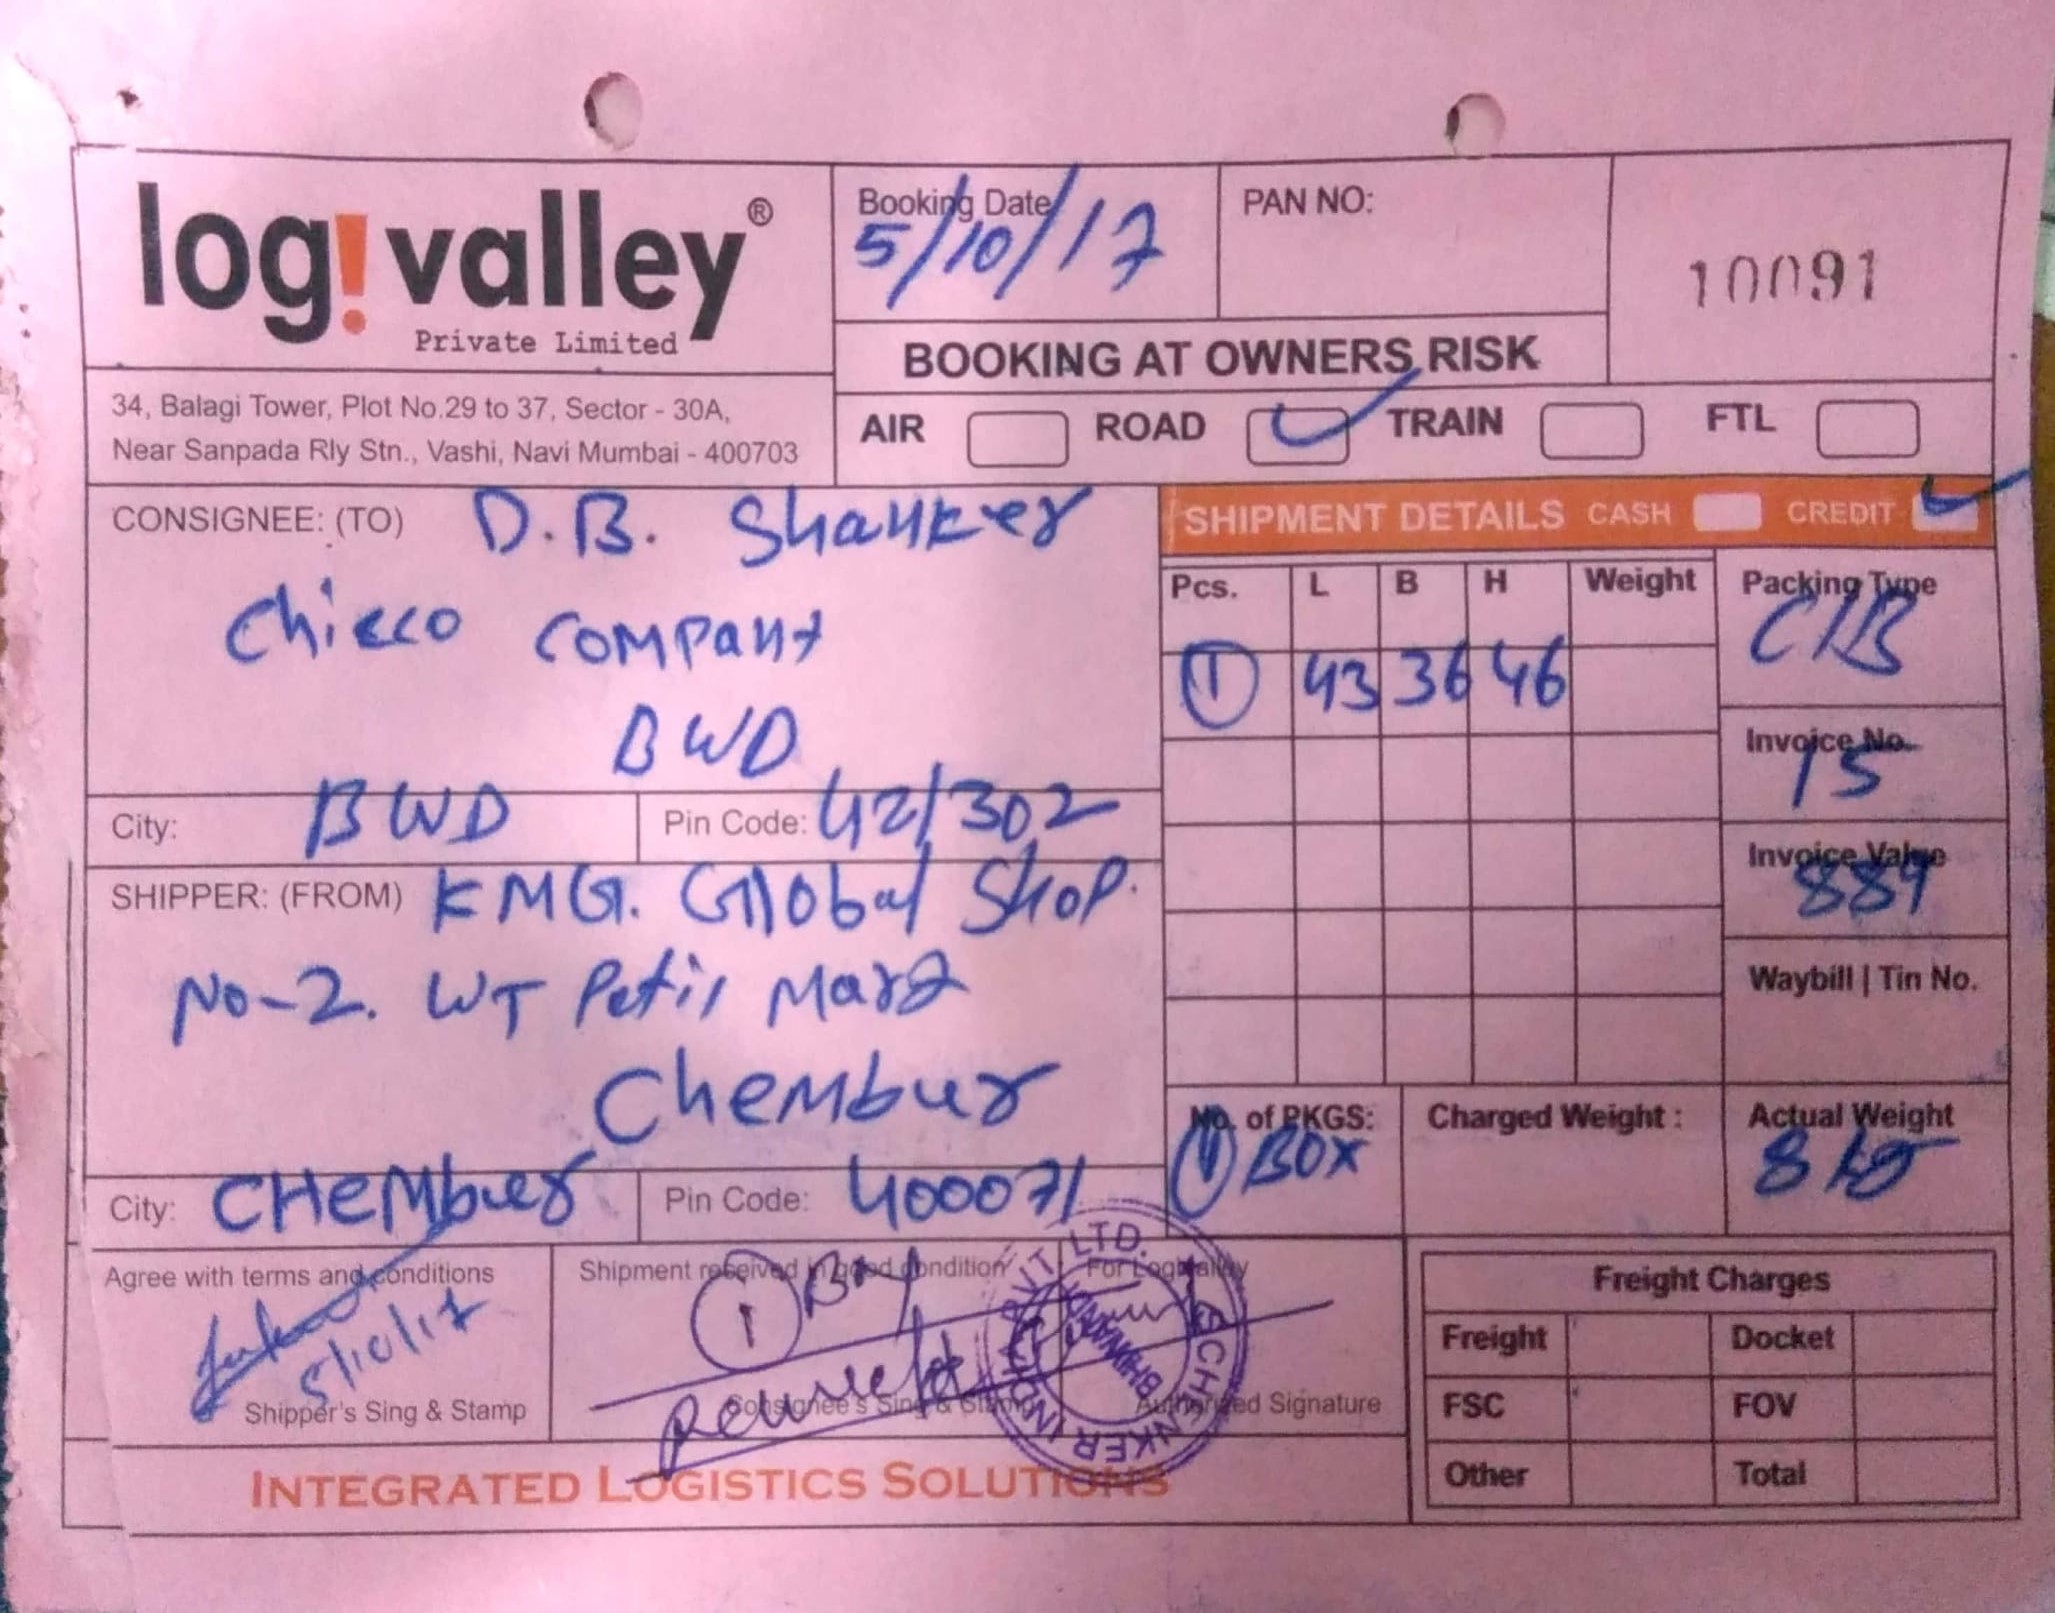 log!valley®
Private Limited
34, Balagi Tower, Plot No.29 to 37, Sector - 30A,
Near Sanpada Rly Stn., Vashi, Navi Mumbai - 400703
Booking Date
5/10/17
PAN NO:
10091
BOOKING AT OWNERS RISK
AIR ROAD TRAIN FTL
CONSIGNEE: (TO) D.B. Shanker
Chicco company
BWD
City: BWD Pin Code: 421302
SHIPPER: (FROM) KMG. Global Shop.
No-2. WT Patil Marg
Chembur
City: CHembur Pin Code: 400071
SHIPMENT DETAILS CASH CREDIT
Pcs. L B H Weight
1 43 36 46
Packing Type
C/B
Invoice No.
15
Invoice Value
889
Waybill | Tin No.
No. of PKGS:
1 BOX
Charged Weight :
Actual Weight
8 kg
Agree with terms and conditions
5/10/17
Shipper's Sing & Stamp
Shipment received in good condition
1 Box
Consignee's Sing & Stamp
For Logivalley
SCHENKER INDIA PVT LTD.
BHIWANDI
Authorized Signature
INTEGRATED LOGISTICS SOLUTIONS
Freight Charges
Freight Docket
FSC FOV
Other Total